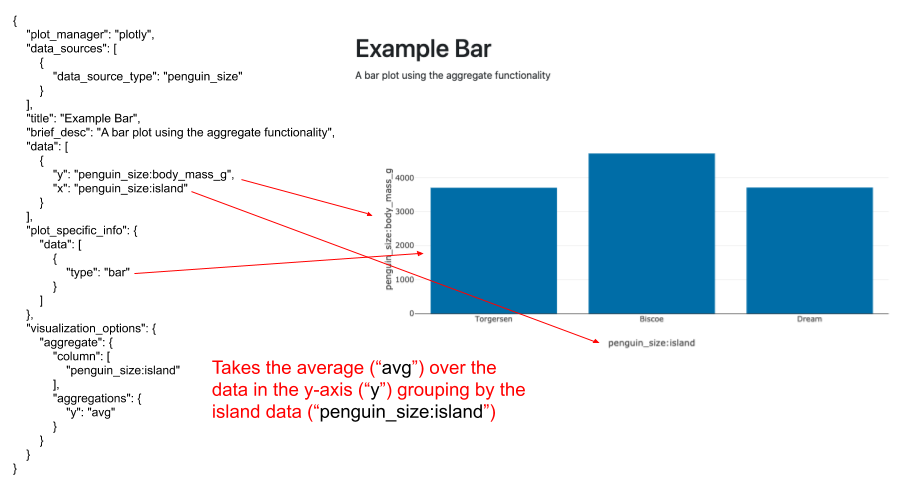 {
"plot_manager": "plotly",
"data_sources": [
{
"data_source_type": "penguin_size"
}
],
"title": "Example Bar",
"brief_desc": "A bar plot using the aggregate functionality",
"data": [
{
"y": "penguin_size:body_mass_g",
"x": "penguin_size:island"
}
],
"plot_specific_info": {
"data": [
{
"type": "bar"
}
]
},
"visualization_options": {
"aggregate": {
"column": [
"penguin_size:island"
],
"aggregations": {
"y": "avg"
}
}
}
}
Example Bar
A bar plot using the aggregate functionality
penguin_size:body_mass_g
4000
3000
2000
1000
0
Torgersen
Biscoe
Dream
penguin_size:island
Takes the average (“avg”) over the
data in the y-axis (“y”) grouping by the
island data (“penguin_size:island”)